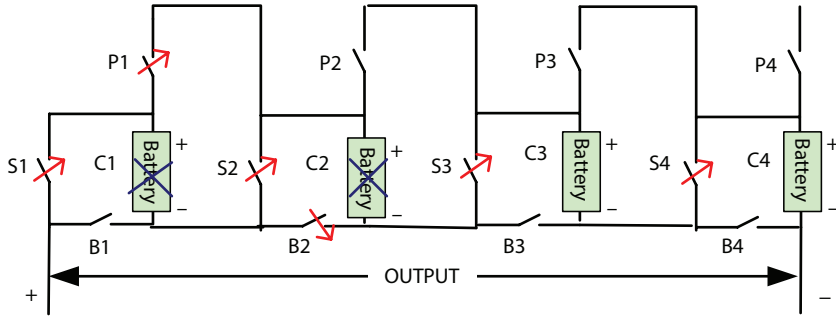 P1
P2
P3
P4
S1
C1
Battery
+
−
S2
C2
Battery
+
−
S3
C3
Battery
+
−
S4
C4
Battery
+
−
B1
B2
B3
B4
OUTPUT
+
−